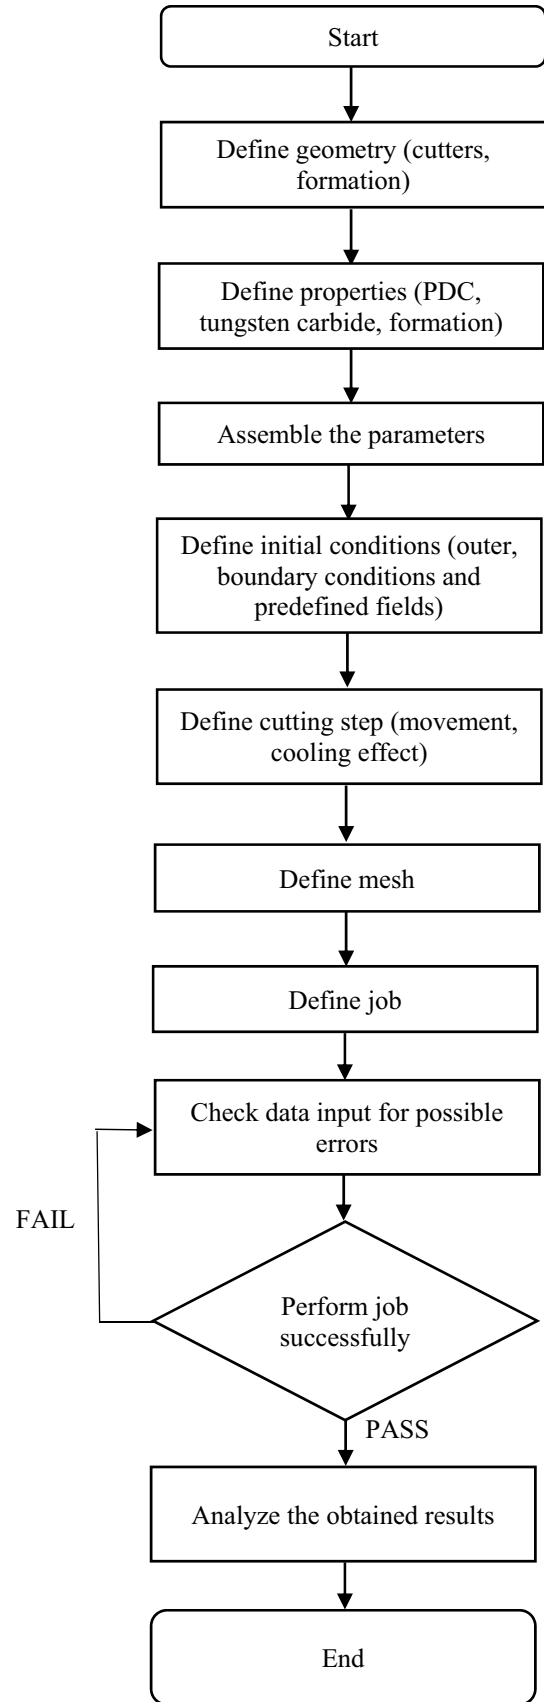 Start
Define geometry (cutters,
formation)
Define properties (PDC,
tungsten carbide, formation)
Assemble the parameters
Define initial conditions (outer,
boundary conditions and
predefined fields)
Define cutting step (movement,
cooling effect)
Define mesh
Define job
Check data input for possible
errors
FAIL
Perform job
successfully
PASS
Analyze the obtained results
End